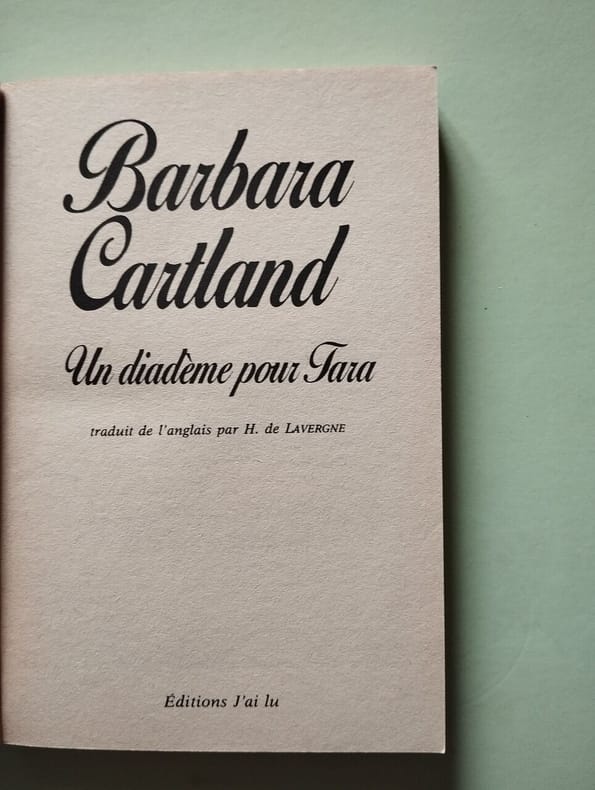 Barbara
Cartland
Un diadème pour Tara
traduit de l'anglais par H. de LAVERGNE
Éditions J'ai lu